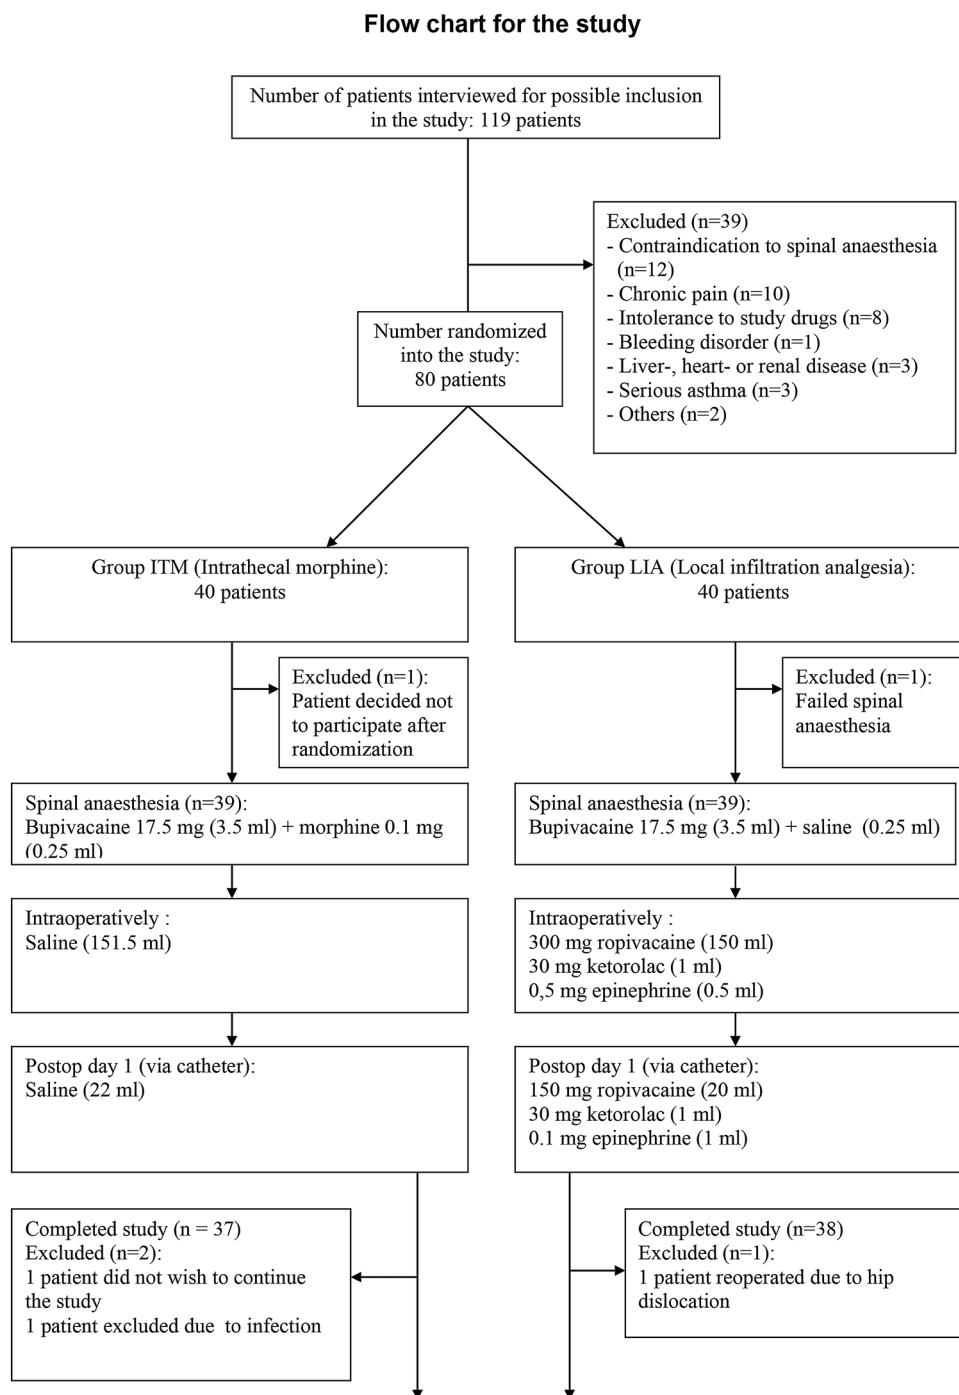 Flow chart for the study
Number of patients interviewed for possible inclusion
in the study: 119 patients
Excluded (n=39)
- Contraindication to spinal anaesthesia
(n=12)
- Chronic pain (n=10)
- Intolerance to study drugs (n=8)
- Bleeding disorder (n=1)
- Liver-, heart- or renal disease (n=3)
- Serious asthma (n=3)
- Others (n=2)
Number randomized
into the study:
80 patients
Group ITM (Intrathecal morphine):
40 patients
Group LIA (Local infiltration analgesia):
40 patients
Excluded (n=1):
Patient decided not
to participate after
randomization
Excluded (n=1):
Failed spinal
anaesthesia
Spinal anaesthesia (n=39):
Bupivacaine 17.5 mg (3.5 ml) + morphine 0.1 mg
(0.25 ml)
Spinal anaesthesia (n=39):
Bupivacaine 17.5 mg (3.5 ml) + saline (0.25 ml)
Intraoperatively :
Saline (151.5 ml)
Intraoperatively :
300 mg ropivacaine (150 ml)
30 mg ketorolac (1 ml)
0,5 mg epinephrine (0.5 ml)
Postop day 1 (via catheter):
Saline (22 ml)
Postop day 1 (via catheter):
150 mg ropivacaine (20 ml)
30 mg ketorolac (1 ml)
0.1 mg epinephrine (1 ml)
Completed study (n = 37)
Excluded (n=2):
1 patient did not wish to continue
the study
1 patient excluded due to infection
Completed study (n=38)
Excluded (n=1):
1 patient reoperated due to hip
dislocation